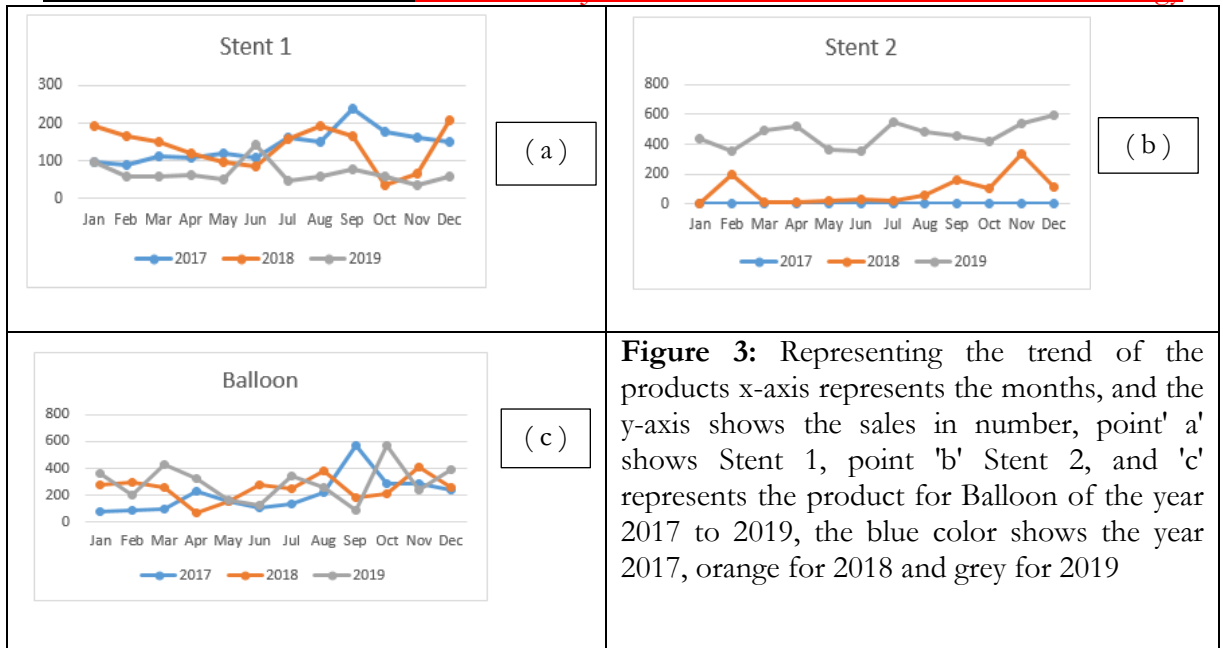 Stent 1
300
200
100
0
Jan Feb Mar Apr May Jun Jul Aug Sep Oct Nov Dec
2017 2018 2019
( a )
Stent 2
800
600
400
200
0
Jan Feb Mar Apr May Jun Jul Aug Sep Oct Nov Dec
2017 2018 2019
( b )
Balloon
800
600
400
200
0
Jan Feb Mar Apr May Jun Jul Aug Sep Oct Nov Dec
2017 2018 2019
( c )
Figure 3: Representing the trend of the
products x-axis represents the months, and the
y-axis shows the sales in number, point' a'
shows Stent 1, point 'b' Stent 2, and 'c'
represents the product for Balloon of the year
2017 to 2019, the blue color shows the year
2017, orange for 2018 and grey for 2019